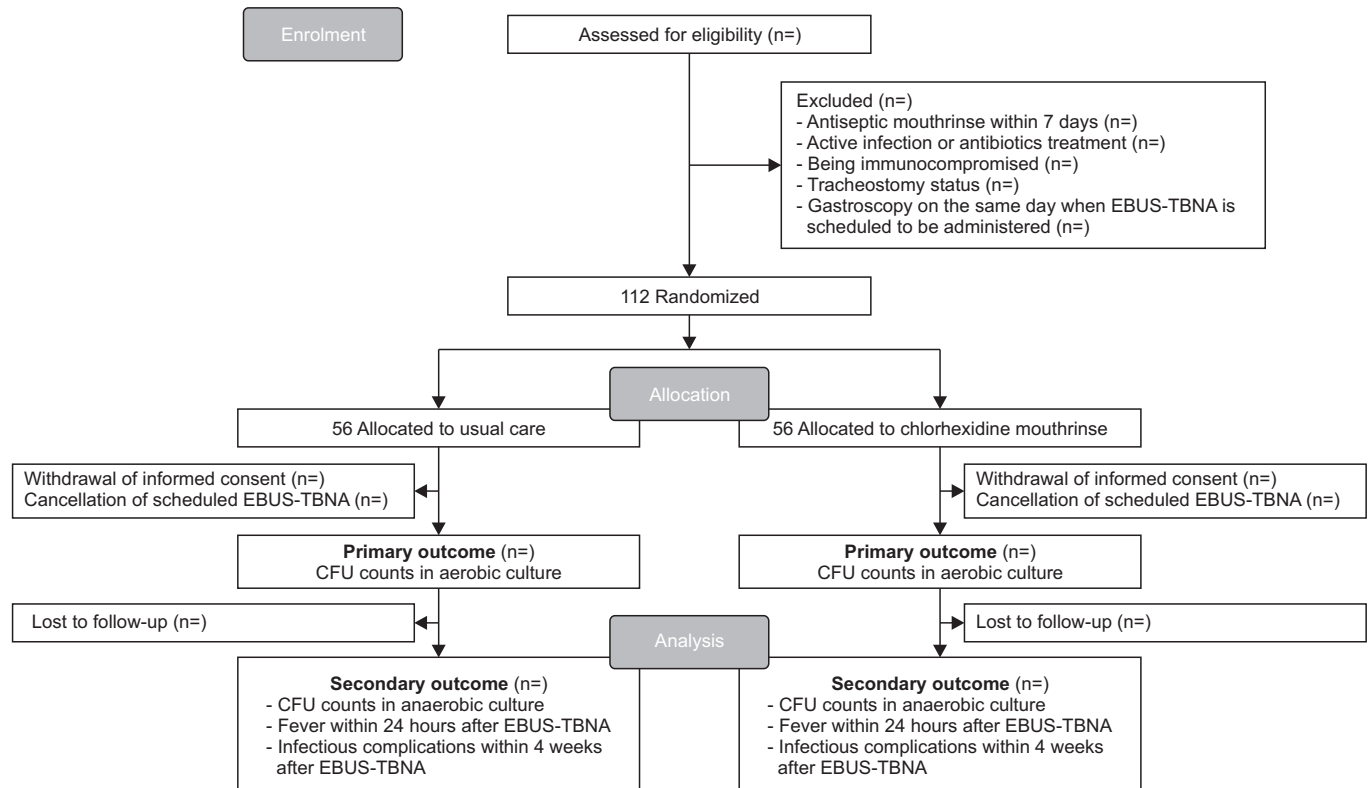 Enrolment
Assessed for eligibility (n=)
Excluded (n=)
- Antiseptic mouthrinse within 7 days (n=)
- Active infection or antibiotics treatment (n=)
- Being immunocompromised (n=)
- Tracheostomy status (n=)
- Gastroscopy on the same day when EBUS-TBNA is
scheduled to be administered (n=)
112 Randomized
Allocation
56 Allocated to usual care
56 Allocated to chlorhexidine mouthrinse
Withdrawal of informed consent (n=)
Cancellation of scheduled EBUS-TBNA (n=)
Withdrawal of informed consent (n=)
Cancellation of scheduled EBUS-TBNA (n=)
Primary outcome (n=)
CFU counts in aerobic culture
Primary outcome (n=)
CFU counts in aerobic culture
Lost to follow-up (n=)
Lost to follow-up (n=)
Analysis
Secondary outcome (n=)
- CFU counts in anaerobic culture
- Fever within 24 hours after EBUS-TBNA
- Infectious complications within 4 weeks
after EBUS-TBNA
Secondary outcome (n=)
- CFU counts in anaerobic culture
- Fever within 24 hours after EBUS-TBNA
- Infectious complications within 4 weeks
after EBUS-TBNA